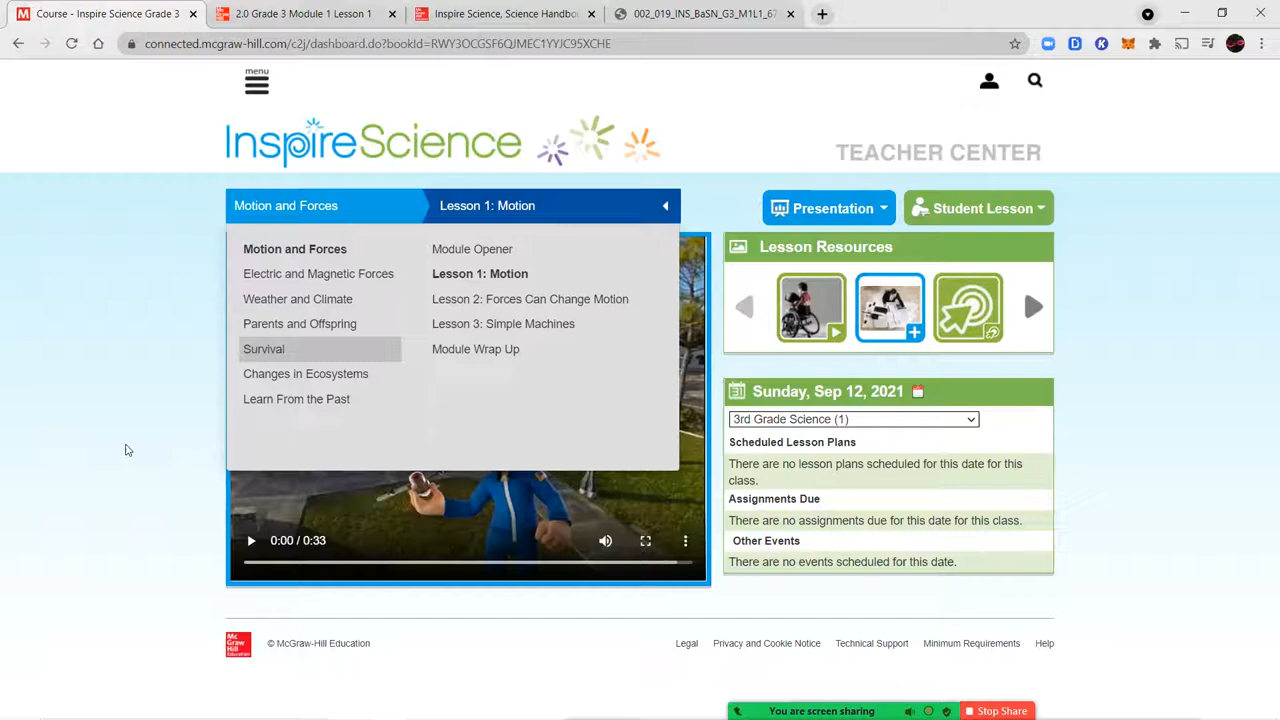 Course - Inspire Science Grade 3
2.0 Grade 3 Module 1 Lesson 1
Inspire Science, Science Handbo
002_019_INS_BaSN_G3_M1L1_67
connected.mcgraw-hill.com/c2j/dashboard.do?bookId=RWY3OCGSF6QJMEC1YYJC95XCHE
menu
InspireScience
TEACHER CENTER
Motion and Forces
Lesson 1: Motion
Presentation
Student Lesson
Motion and Forces
Electric and Magnetic Forces
Weather and Climate
Parents and Offspring
Survival
Changes in Ecosystems
Learn From the Past
Module Opener
Lesson 1: Motion
Lesson 2: Forces Can Change Motion
Lesson 3: Simple Machines
Module Wrap Up
0:00 / 0:33
Lesson Resources
Sunday, Sep 12, 2021
3rd Grade Science (1)
Scheduled Lesson Plans
There are no lesson plans scheduled for this date for this
class.
Assignments Due
There are no assignments due for this date for this class.
Other Events
There are no events scheduled for this date.
Mc
Graw
Hill
Education
© McGraw-Hill Education
Legal
Privacy and Cookie Notice
Technical Support
Minimum Requirements
Help
You are screen sharing
Stop Share